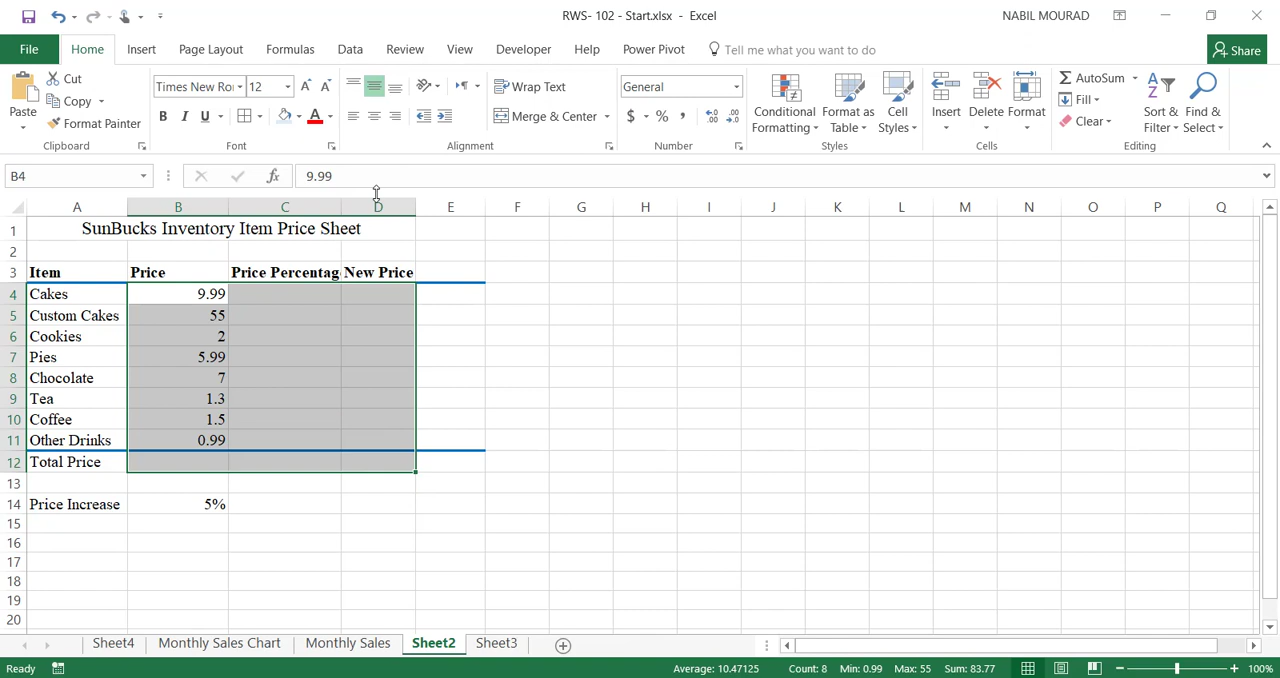 RWS- 102 - Start.xlsx - Excel
NABIL MOURAD
File Home Insert Page Layout Formulas Data Review View Developer Help Power Pivot Tell me what you want to do Share
Cut
Copy
Format Painter
Paste
Clipboard
Times New Ro 12
B I U A
Font
Wrap Text
Merge & Center
Alignment
General
$ % ,
Number
Conditional Formatting
Format as Table
Cell Styles
Styles
Insert Delete Format
Cells
AutoSum
Fill
Clear
Sort & Filter
Find & Select
Editing
B4 fx 9.99
A B C D E F G H I J K L M N O P Q
1 SunBucks Inventory Item Price Sheet
2
3 Item Price Price Percentag New Price
4 Cakes 9.99
5 Custom Cakes 55
6 Cookies 2
7 Pies 5.99
8 Chocolate 7
9 Tea 1.3
10 Coffee 1.5
11 Other Drinks 0.99
12 Total Price
13
14 Price Increase 5%
15
16
17
18
19
20
Sheet4 Monthly Sales Chart Monthly Sales Sheet2 Sheet3
Ready Average: 10.47125 Count: 8 Min: 0.99 Max: 55 Sum: 83.77 100%